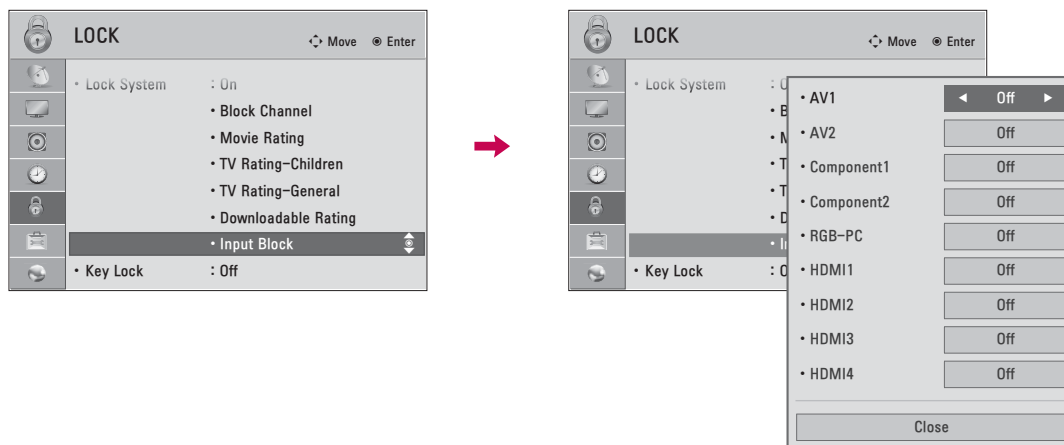 LOCK
Move Enter
• Lock System : On
• Block Channel
• Movie Rating
• TV Rating-Children
• TV Rating-General
• Downloadable Rating
• Input Block
• Key Lock : Off
LOCK
Move Enter
• Lock System :
• Key Lock :
• AV1 ◄ Off ►
• AV2 Off
• Component1 Off
• Component2 Off
• RGB-PC Off
• HDMI1 Off
• HDMI2 Off
• HDMI3 Off
• HDMI4 Off
Close